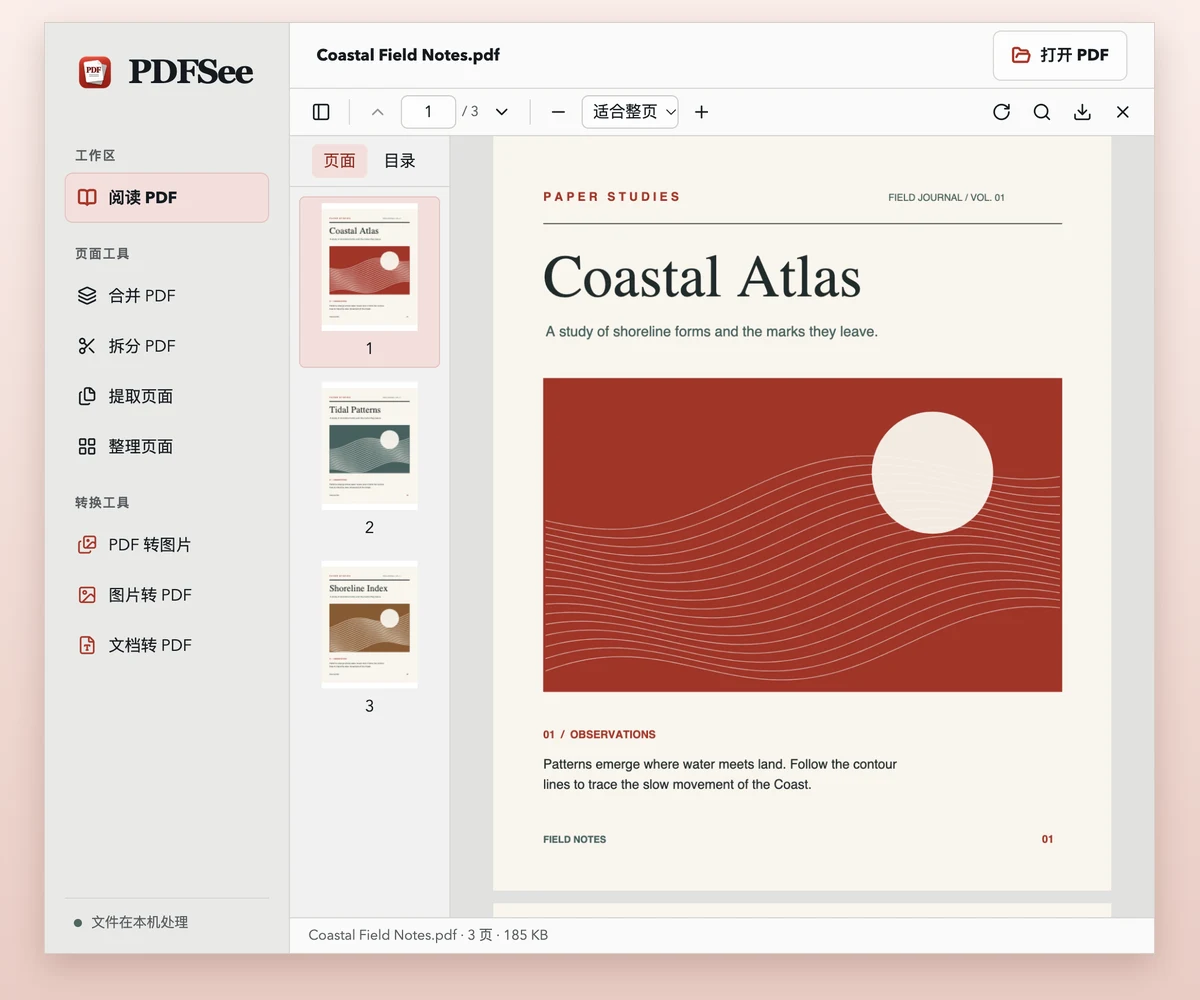 PDF
PDFSee
工作区
阅读 PDF
页面工具
合并 PDF
拆分 PDF
提取页面
整理页面
转换工具
PDF 转图片
图片转 PDF
文档转 PDF
文件在本机处理
Coastal Field Notes.pdf
打开 PDF
1 / 3
适合整页
页面 目录
Coastal Atlas
1
Tidal Patterns
2
Shoreline Index
3
PAPER STUDIES
FIELD JOURNAL / VOL. 01
Coastal Atlas
A study of shoreline forms and the marks they leave.
01 / OBSERVATIONS
Patterns emerge where water meets land. Follow the contour
lines to trace the slow movement of the Coast.
FIELD NOTES
01
Coastal Field Notes.pdf · 3 页 · 185 KB